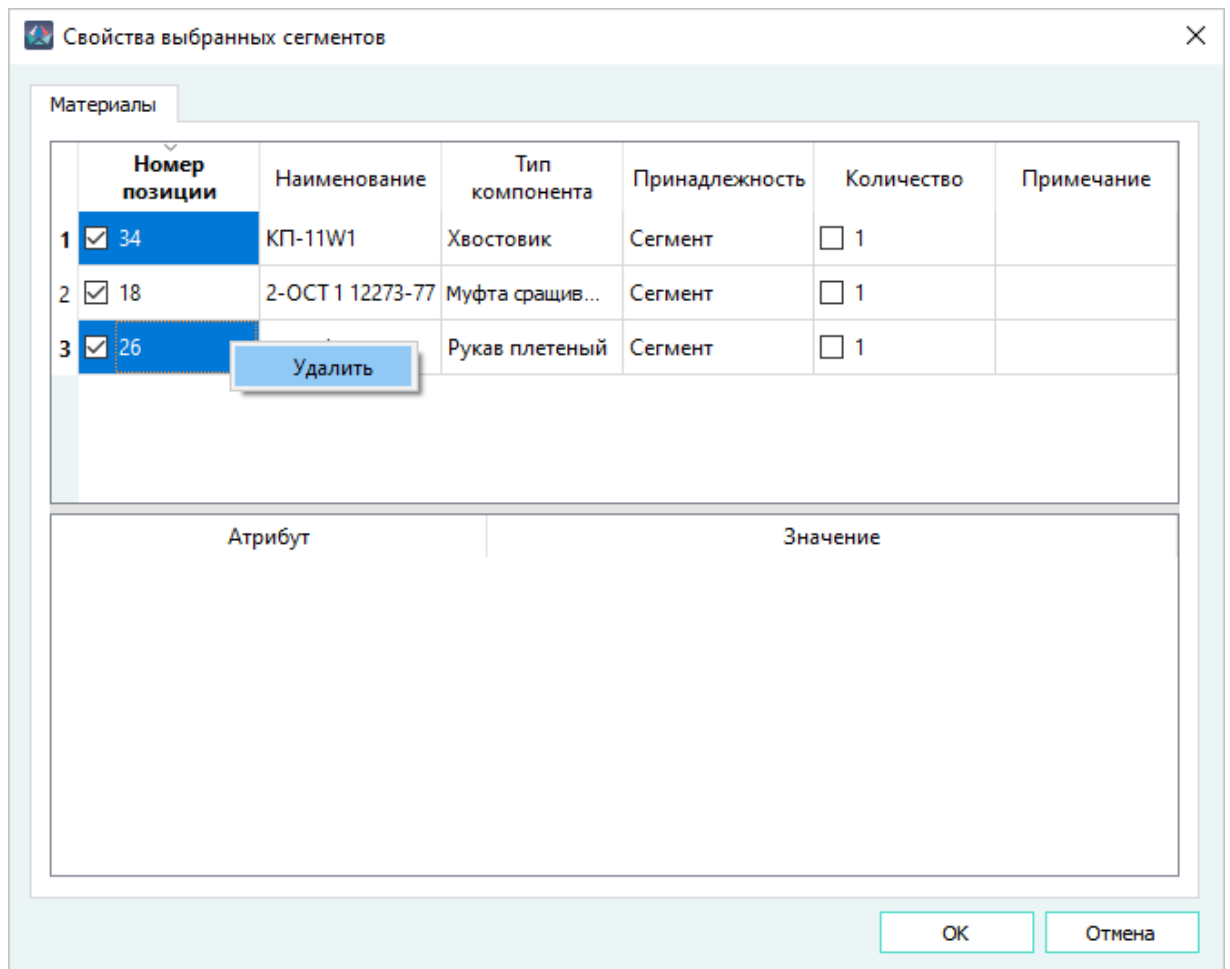 Свойства выбранных сегментов
Материалы
Номер позиции Наименование Тип компонента Принадлежность Количество Примечание
1 34 КП-11W1 Хвостовик Сегмент 1
2 18 2-ОСТ 1 12273-77 Муфта сращив... Сегмент 1
3 26 Рукав плетеный Сегмент 1
Удалить
Атрибут Значение
ОК Отмена